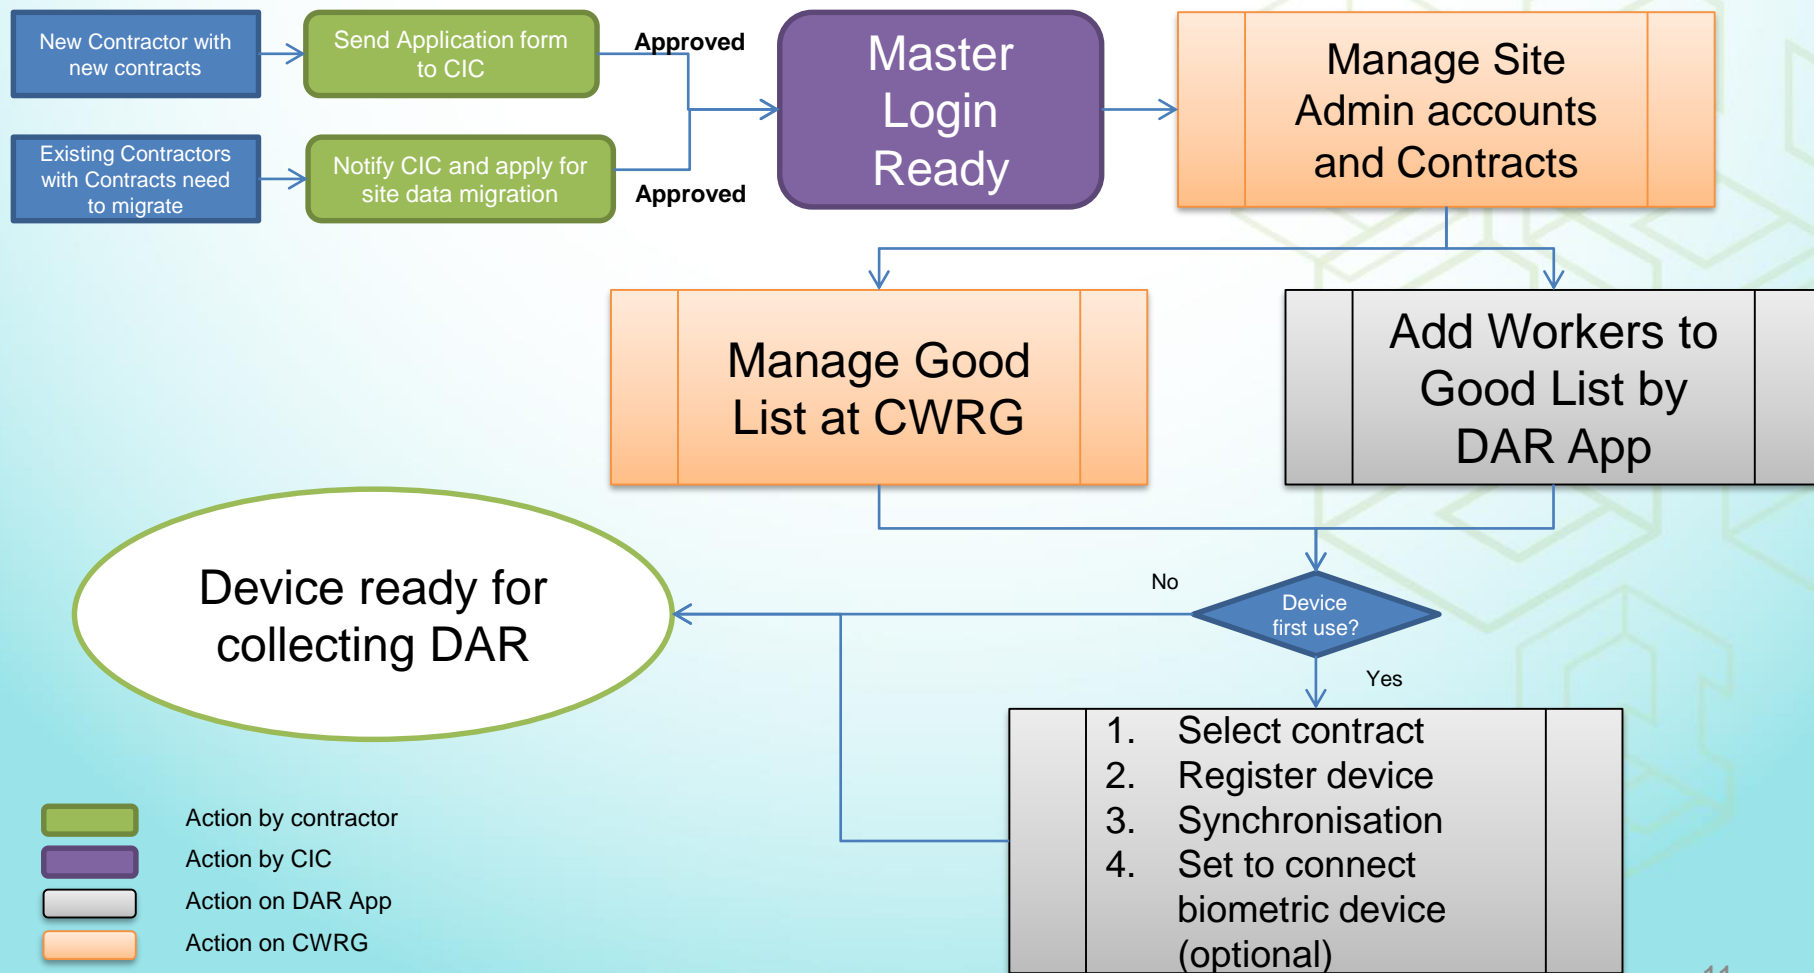 New Contractor with
new contracts
Send Application form
to CIC
Approved
Master
Login
Ready
Manage Site
Admin accounts
and Contracts
Existing Contractors
with Contracts need
to migrate
Notify CIC and apply for
site data migration
Approved
Manage Good
List at CWRG
Add Workers to
Good List by
DAR App
Device ready for
collecting DAR
No
Device
first use?
Yes
1. Select contract
2. Register device
3. Synchronisation
4. Set to connect
biometric device
(optional)
Action by contractor
Action by CIC
Action on DAR App
Action on CWRG